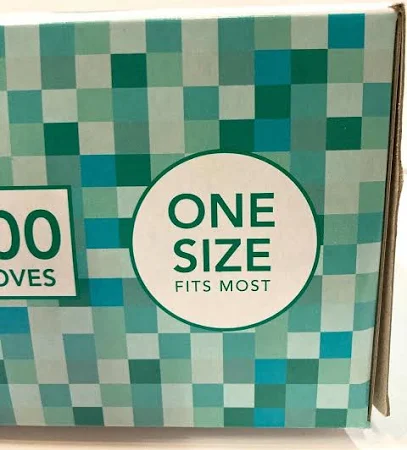 00
OVES
ONE
SIZE
FITS MOST